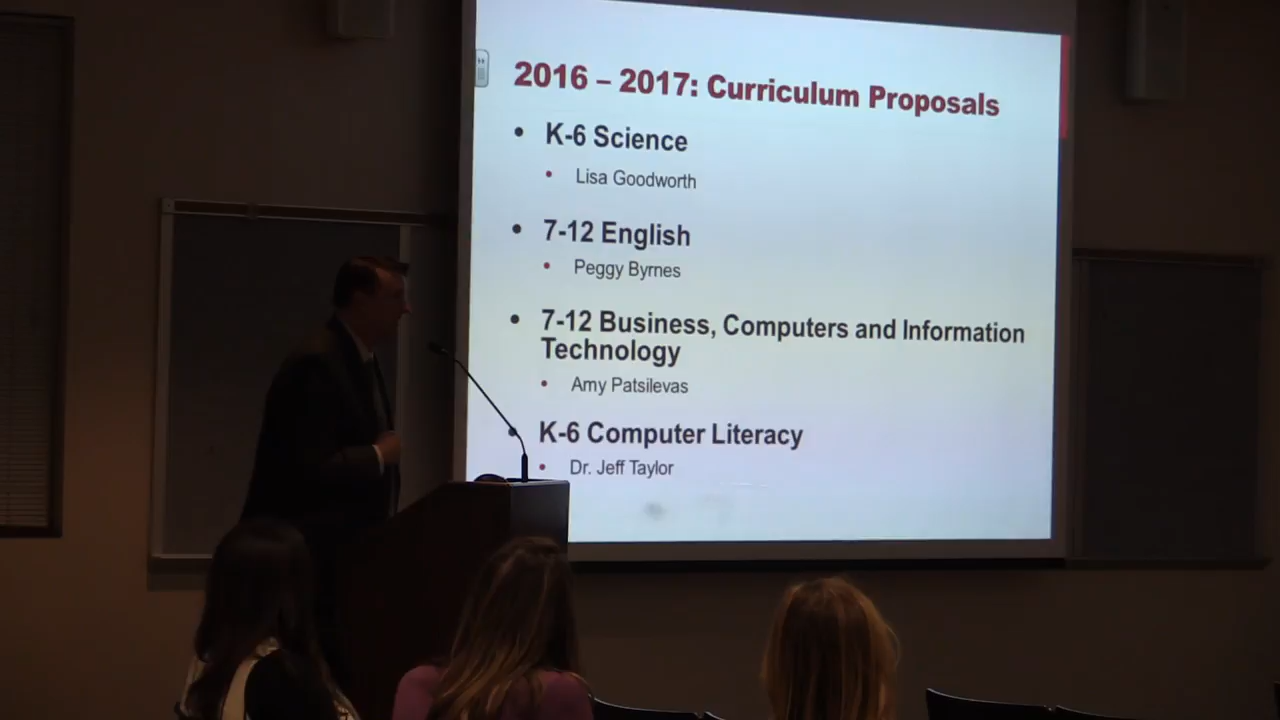 2016 – 2017: Curriculum Proposals
• K-6 Science
• Lisa Goodworth
• 7-12 English
• Peggy Byrnes
• 7-12 Business, Computers and Information
Technology
• Amy Patsilevas
• K-6 Computer Literacy
• Dr. Jeff Taylor